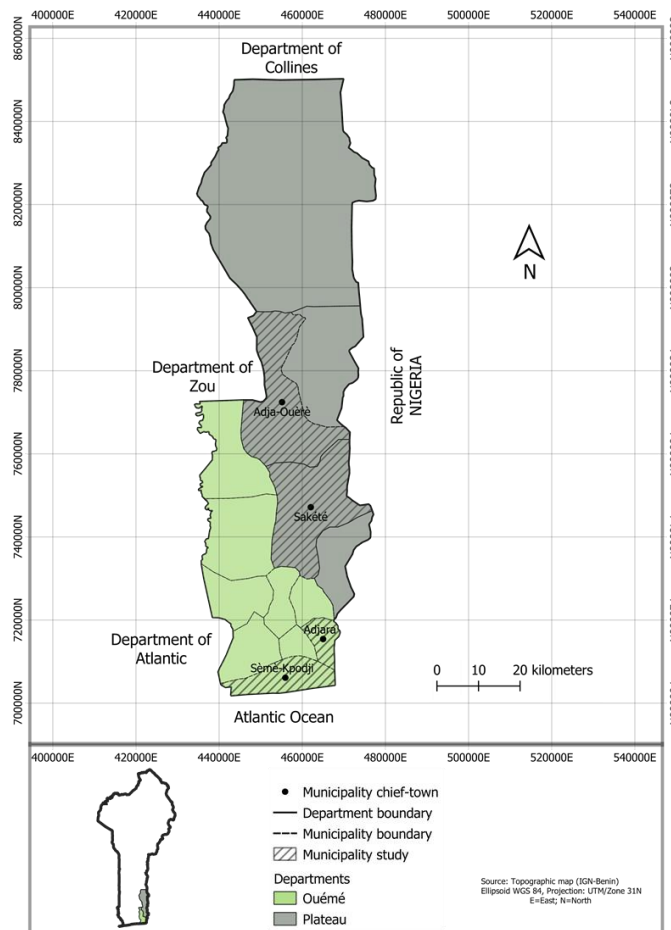 400000E 420000E 440000E 460000E 480000E 500000E 520000E 540000E
Department of
Collines
860000N
840000N
820000N
800000N
780000N
760000N
740000N
720000N
700000N
N
Department of
Zou
Republic of
NIGERIA
Adja-Ouèrè
Sakété
Department of
Atlantic
Adjara
Sèmè-Kpodji
0 10 20 kilometers
Atlantic Ocean
400000E 420000E 440000E 460000E 480000E 500000E 520000E 540000E
Municipality chief-town
Department boundary
Municipality boundary
Municipality study
Departments
Ouémé
Plateau
Source: Topographic map (IGN-Benin)
Ellipsoid WGS 84, Projection: UTM/Zone 31N
E=East; N=North